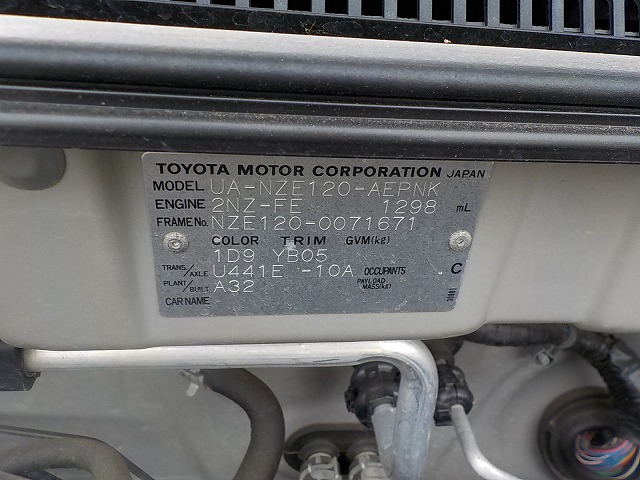 TOYOTA MOTOR CORPORATION JAPAN
MODEL UA-NZE120-AEPNK
ENGINE 2NZ-FE 1298 mL
FRAME No. NZE120-0071671
COLOR TRIM GVM(kg)
1D9 YB05
TRANS./AXLE U441E -10A OCCUPANTS C
PLANT/BUILT A32 PAYLOAD MASS(kg)
CAR NAME